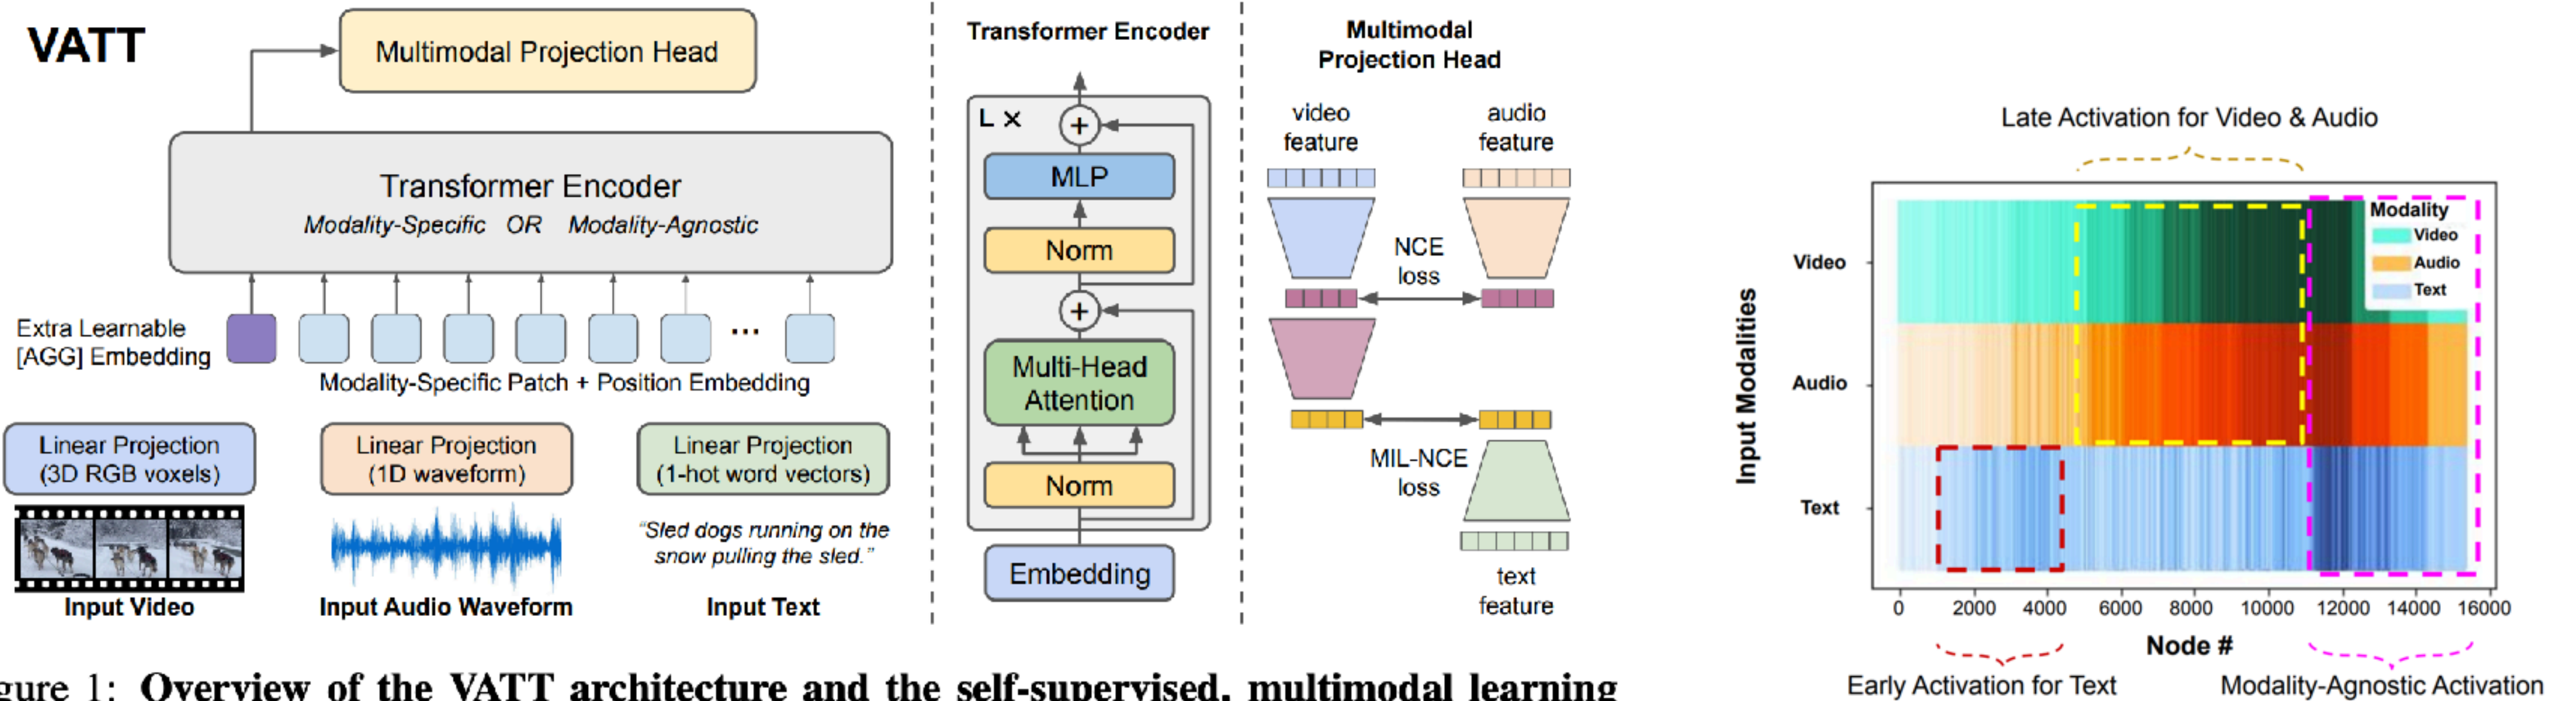 VATT
Multimodal Projection Head
Transformer Encoder
Modality-Specific OR Modality-Agnostic
Extra Learnable
[AGG] Embedding
...
Modality-Specific Patch + Position Embedding
Linear Projection
(3D RGB voxels)
Linear Projection
(1D waveform)
Linear Projection
(1-hot word vectors)
"Sled dogs running on the
snow pulling the sled."
Input Video
Input Audio Waveform
Input Text
Transformer Encoder
L ×
+
MLP
Norm
+
Multi-Head
Attention
Norm
Embedding
Multimodal
Projection Head
video
feature
audio
feature
NCE
loss
MIL-NCE
loss
text
feature
Late Activation for Video & Audio
Modality
Video
Audio
Text
Input Modalities
Video
Audio
Text
0 2000 4000 6000 8000 10000 12000 14000 16000
Node #
Early Activation for Text
Modality-Agnostic Activation
gure 1: Overview of the VATT architecture and the self-supervised, multimodal learning